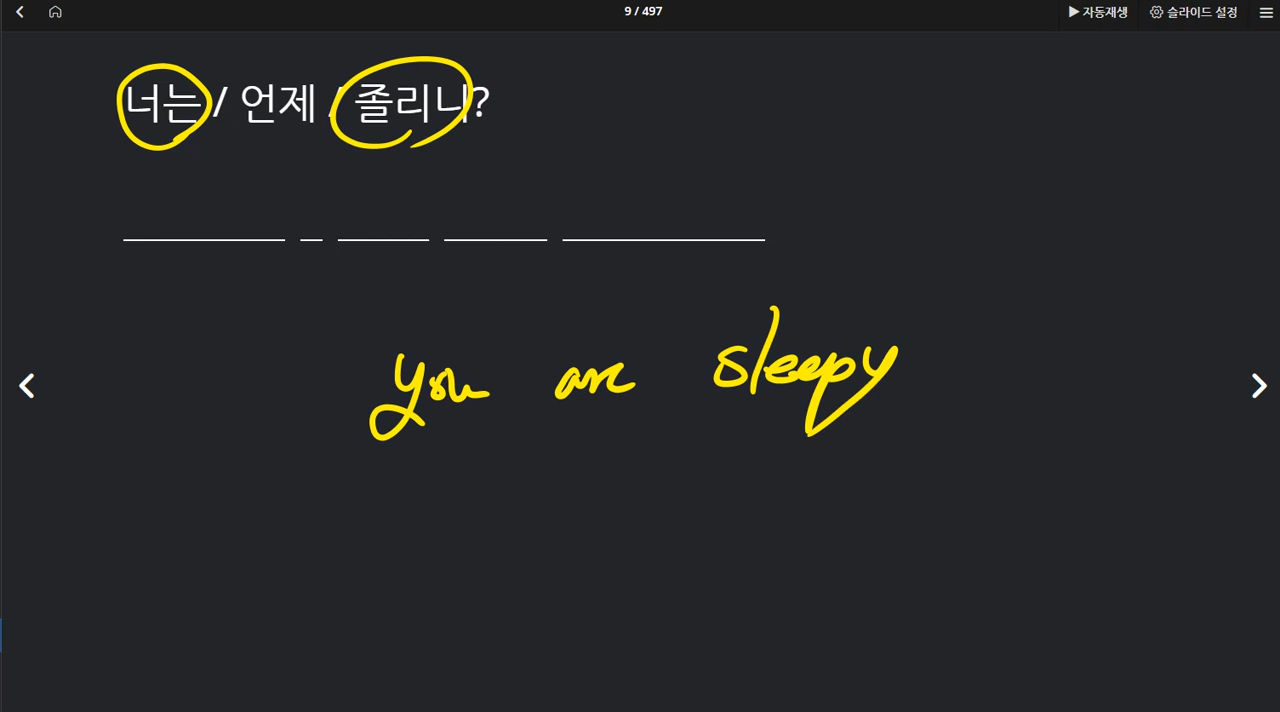 9 / 497
자동재생
슬라이드 설정
너는 / 언제 / 졸리니?
you are sleepy